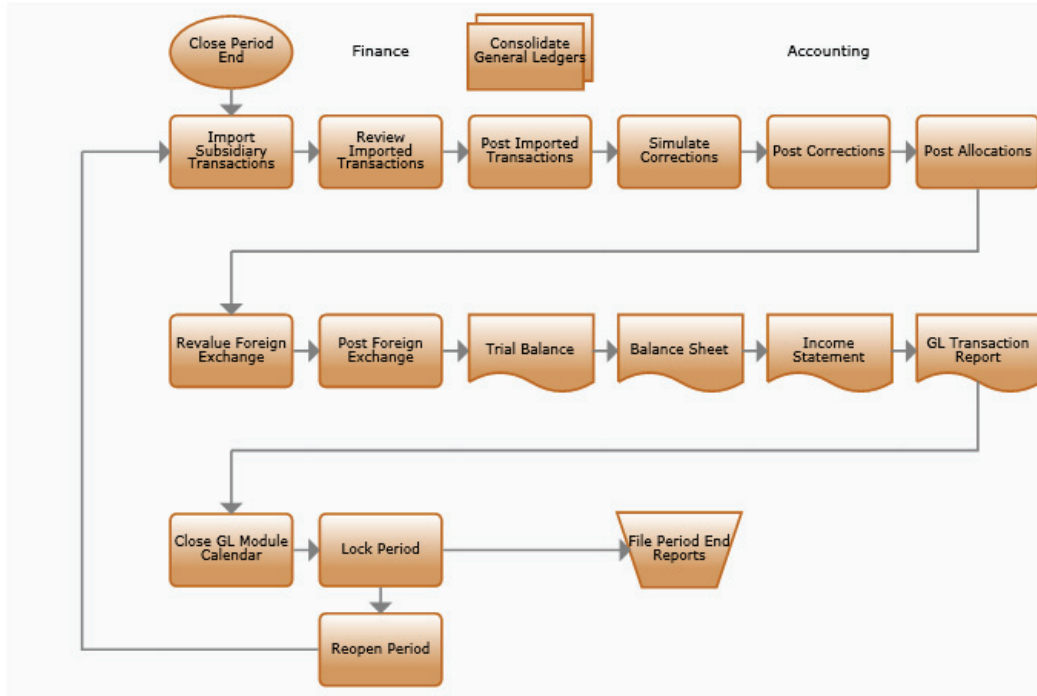 Close Period
End
Finance
Consolidate
General Ledgers
Accounting
Import
Subsidiary
Transactions
Review
Imported
Transactions
Post Imported
Transactions
Simulate
Corrections
Post Corrections
Post Allocations
Revalue Foreign
Exchange
Post Foreign
Exchange
Trial Balance
Balance Sheet
Income
Statement
GL Transaction
Report
Close GL Module
Calendar
Lock Period
File Period End
Reports
Reopen Period